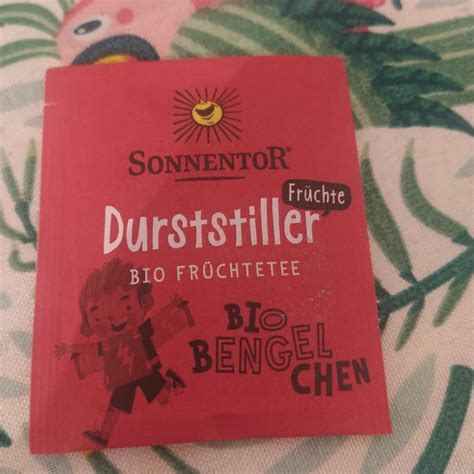 SONNENTOR®
Früchte
Durststiller
BIO FRÜCHTETEE
BIO
BENGEL
CHEN